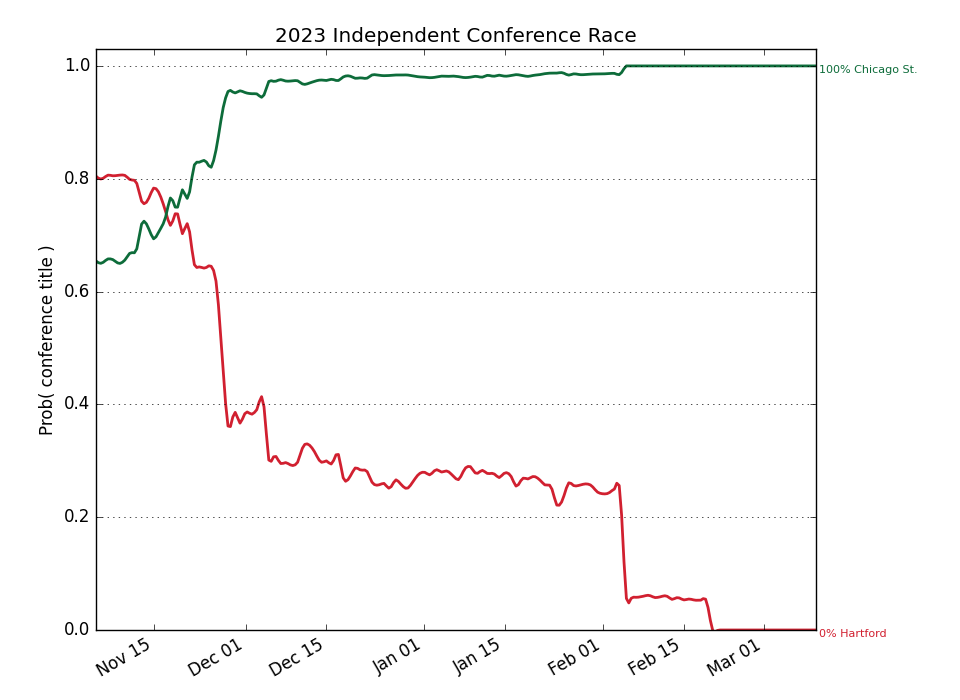 2023 Independent Conference Race
Prob( conference title )
1.0
0.8
0.6
0.4
0.2
0.0
100% Chicago St.
0% Hartford
Nov 15
Dec 01
Dec 15
Jan 01
Jan 15
Feb 01
Feb 15
Mar 01